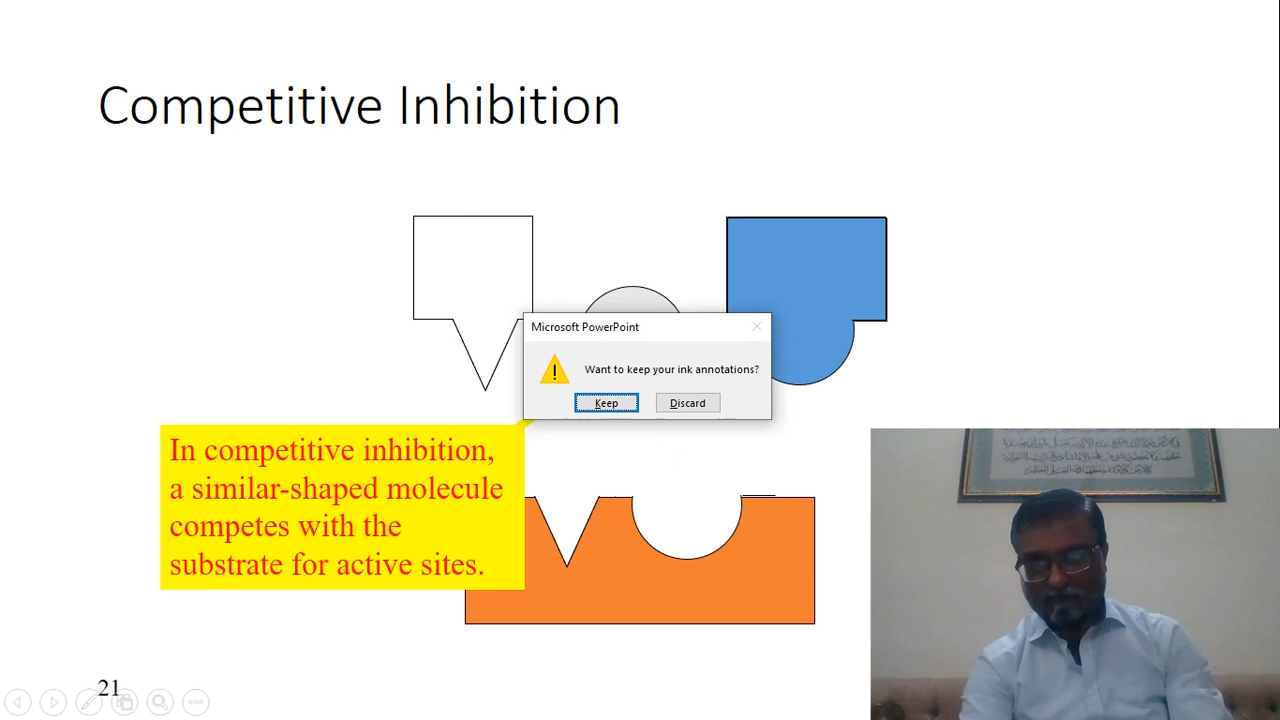 Competitive Inhibition
Microsoft PowerPoint
Want to keep your ink annotations?
Keep
Discard
In competitive inhibition,
a similar-shaped molecule
competes with the
substrate for active sites.
21